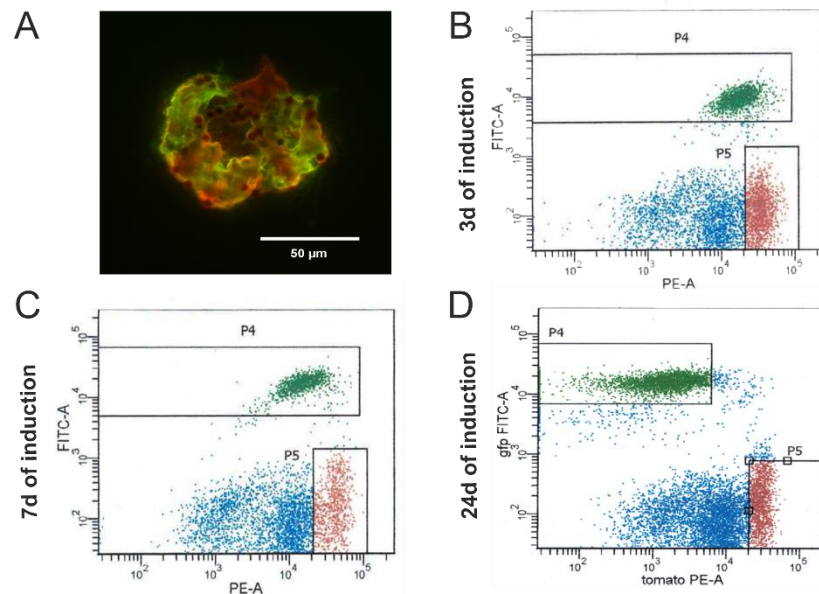 A
50 µm
B
3d of induction
P4
P5
FITC-A
10^5
10^4
10^3
10^2
10^2
10^3
10^4
10^5
PE-A
C
7d of induction
P4
P5
FITC-A
10^5
10^4
10^3
10^2
10^2
10^3
10^4
10^5
PE-A
D
24d of induction
P4
P5
gfp FITC-A
10^5
10^4
10^3
10^2
10^2
10^3
10^4
10^5
tomato PE-A